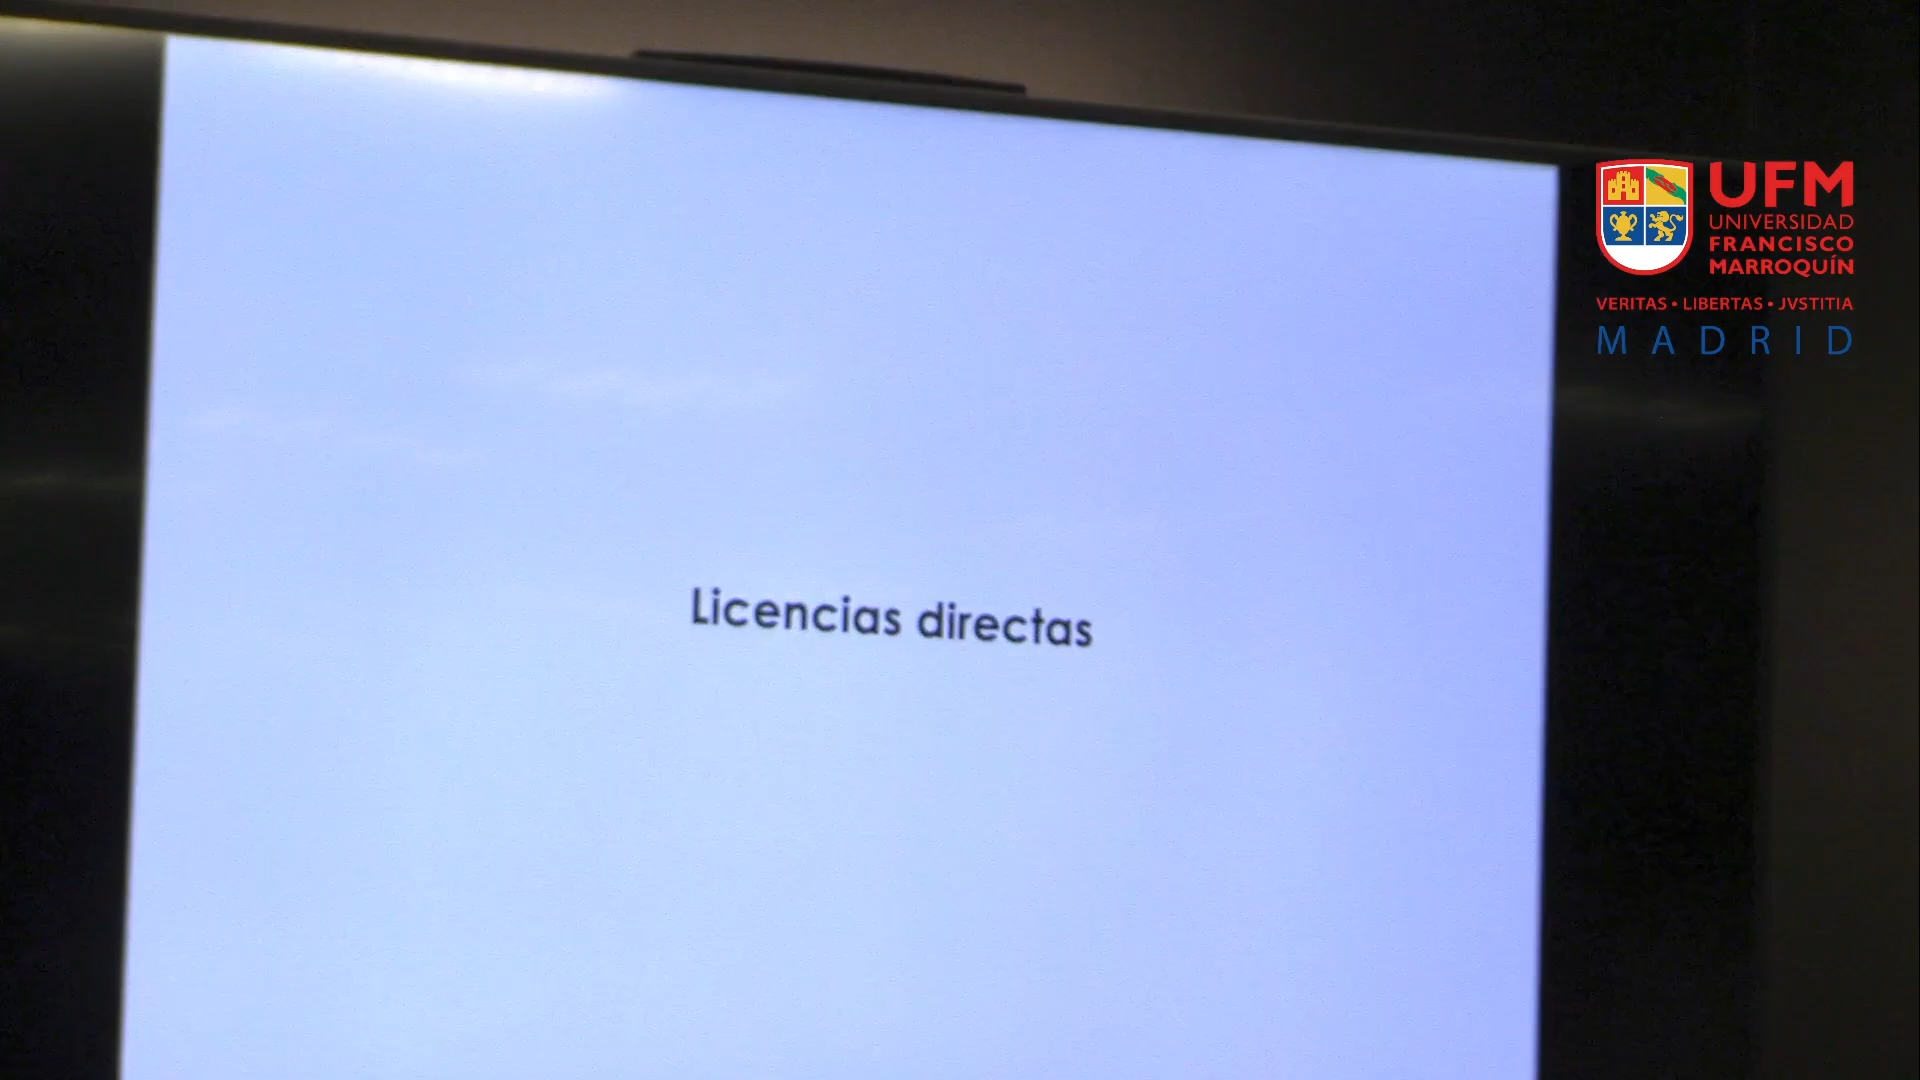 Licencias directas
UFM
UNIVERSIDAD
FRANCISCO
MARROQUÍN
VERITAS • LIBERTAS • JVSTITIA
MADRID